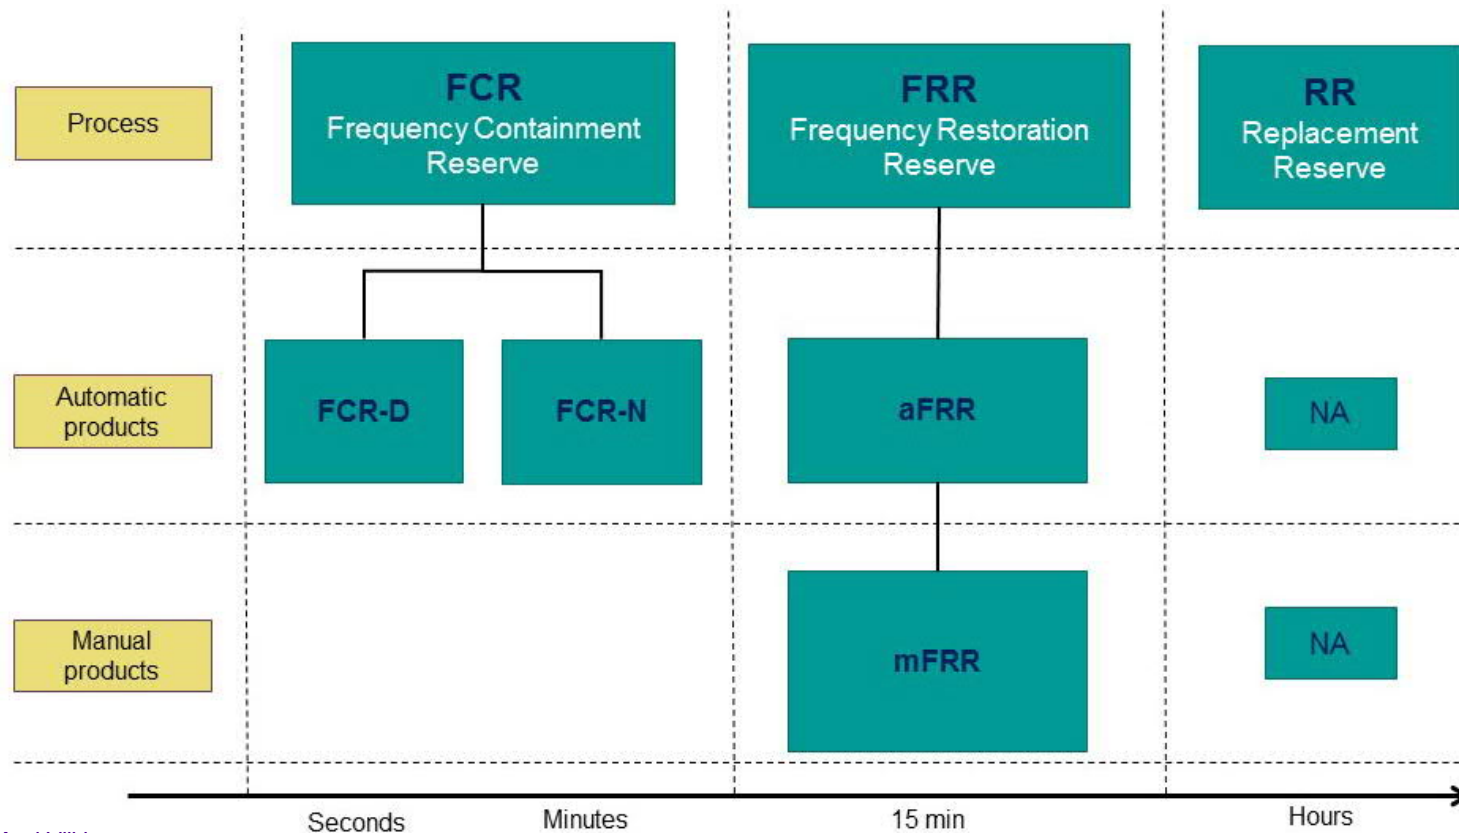 Process
FCR
Frequency Containment
Reserve
FRR
Frequency Restoration
Reserve
RR
Replacement
Reserve
Automatic
products
FCR-D
FCR-N
aFRR
NA
Manual
products
mFRR
NA
Seconds
Minutes
15 min
Hours